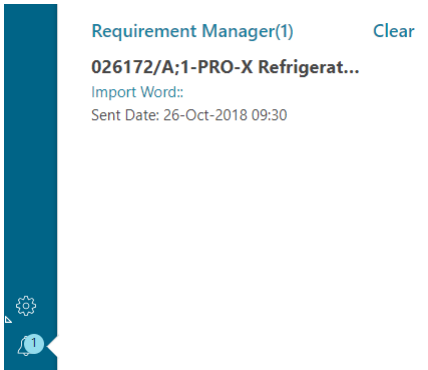 Requirement Manager(1) Clear
026172/A;1-PRO-X Refrigerat...
Import Word::
Sent Date: 26-Oct-2018 09:30
1